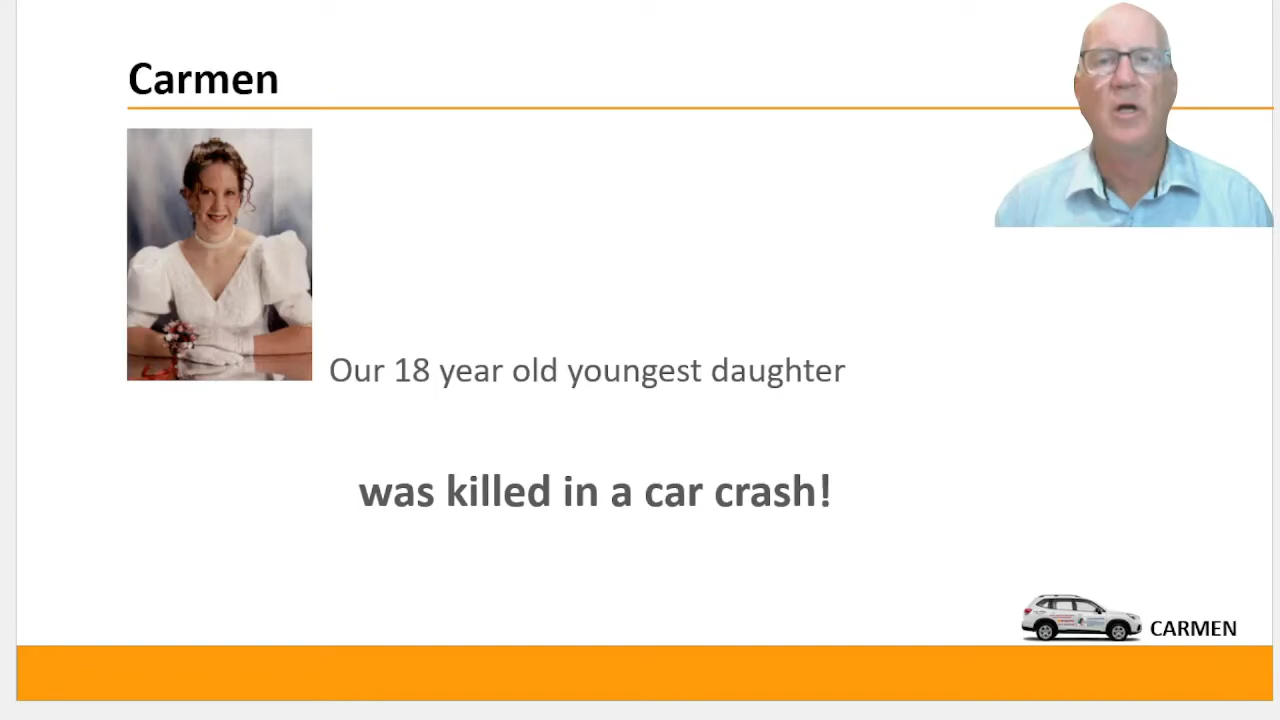 Carmen
Our 18 year old youngest daughter
was killed in a car crash!
CARMEN